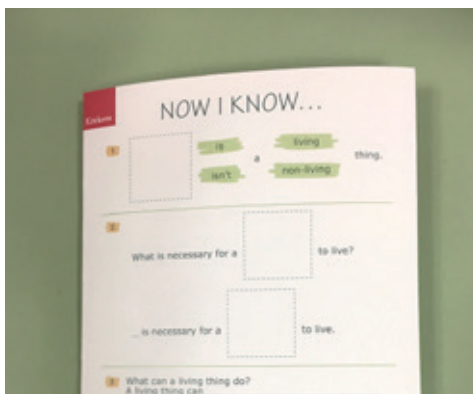 NOW I KNOW...
1.
is
living
a
thing.
isn't
non-living
2.
What is necessary for a
to live?
... is necessary for a
to live.
3. What can a living thing do?
A living thing can